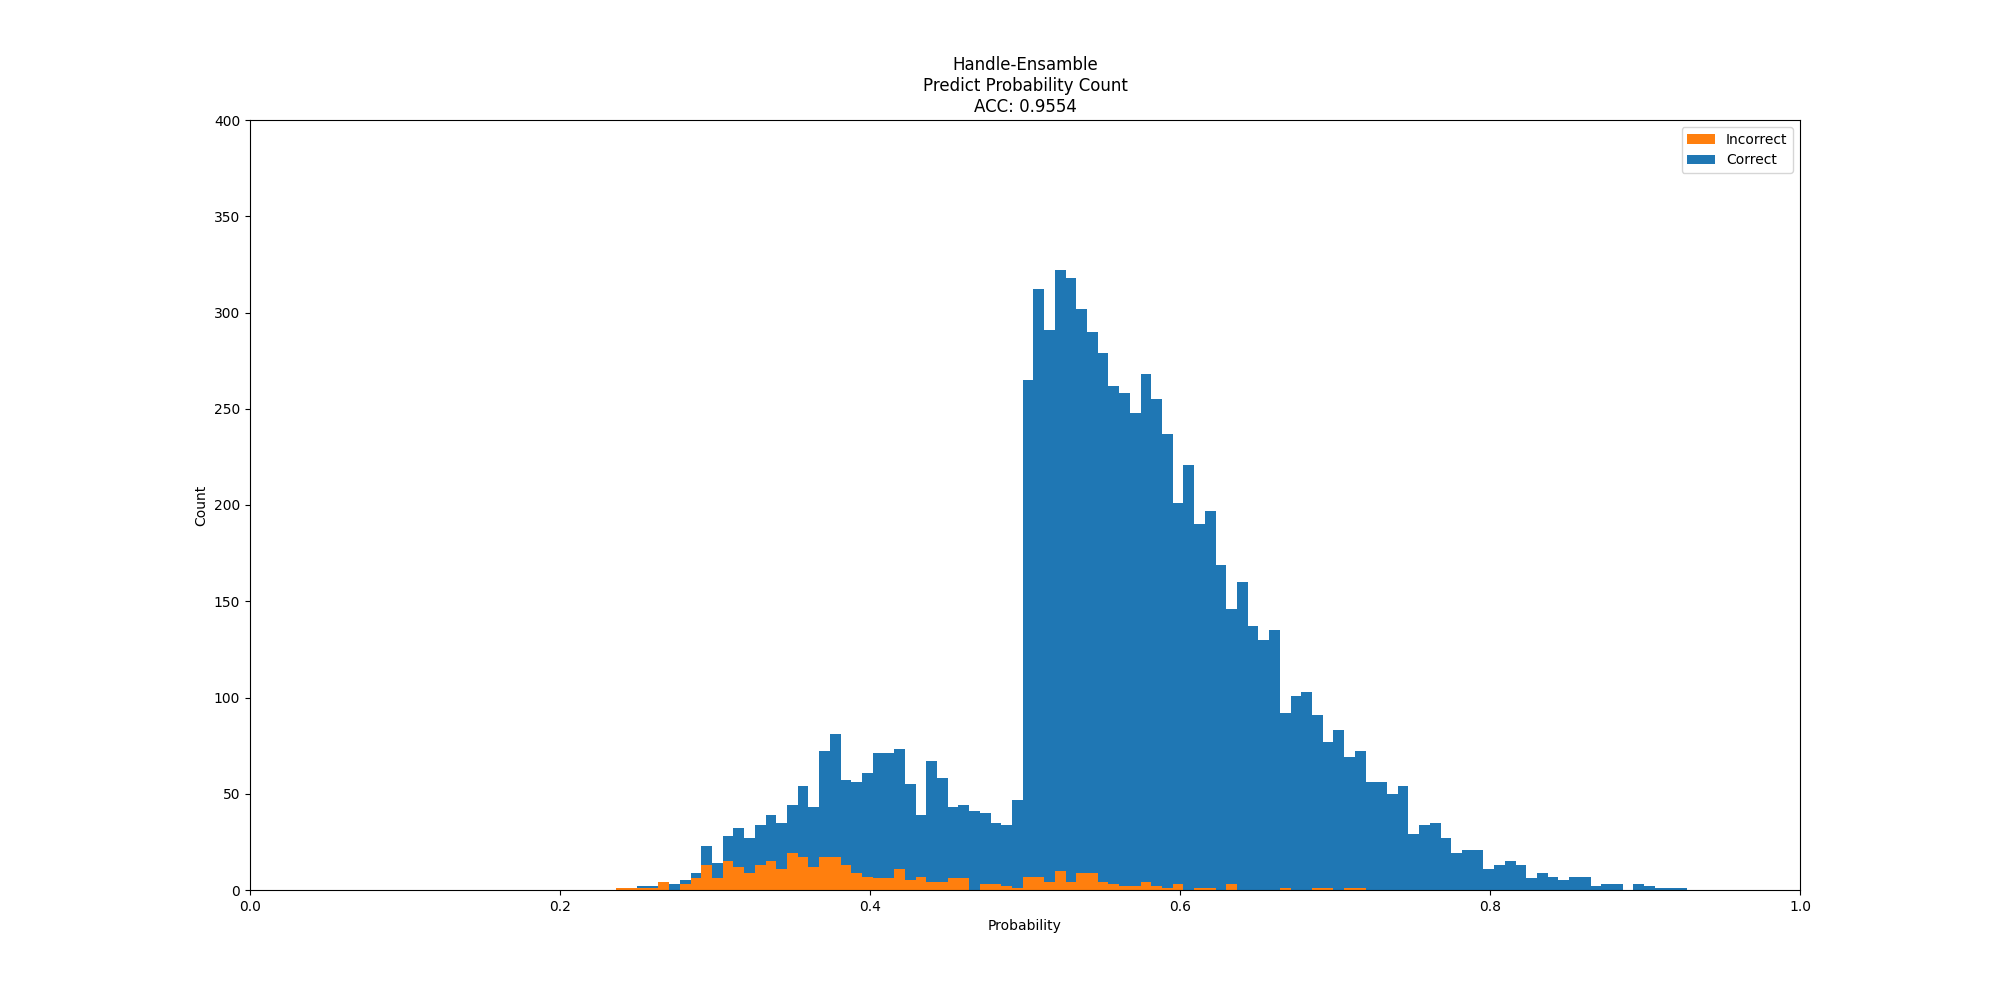 Handle-Ensamble
Predict Probability Count
ACC: 0.9554
Incorrect
Correct
400
350
300
250
200
150
100
50
0
Count
0.0 0.2 0.4 0.6 0.8 1.0
Probability